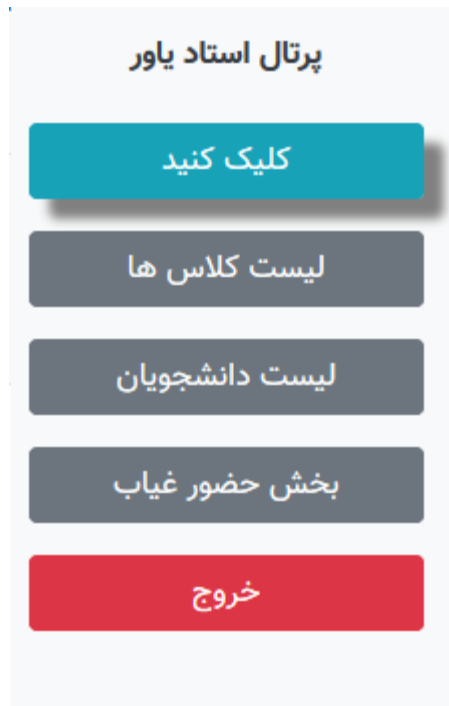 پرتال استاد یاور
کلیک کنید
لیست کلاس ها
لیست دانشجویان
بخش حضور غیاب
خروج